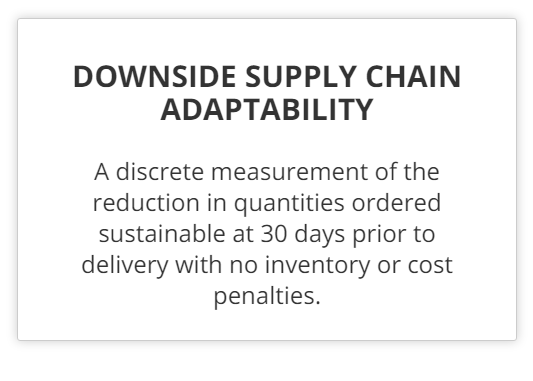 DOWNSIDE SUPPLY CHAIN
ADAPTABILITY
A discrete measurement of the
reduction in quantities ordered
sustainable at 30 days prior to
delivery with no inventory or cost
penalties.